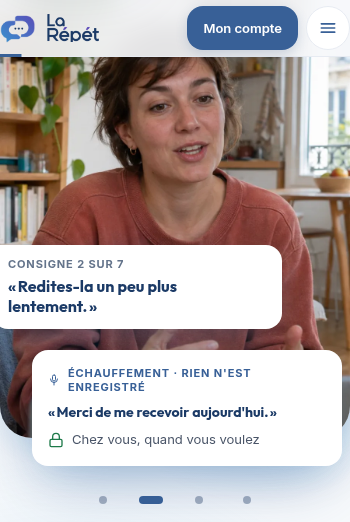 La
Répét
Mon compte
CONSIGNE 2 SUR 7
« Redites-la un peu plus
lentement. »
ÉCHAUFFEMENT · RIEN N'EST
ENREGISTRÉ
« Merci de me recevoir aujourd'hui. »
Chez vous, quand vous voulez